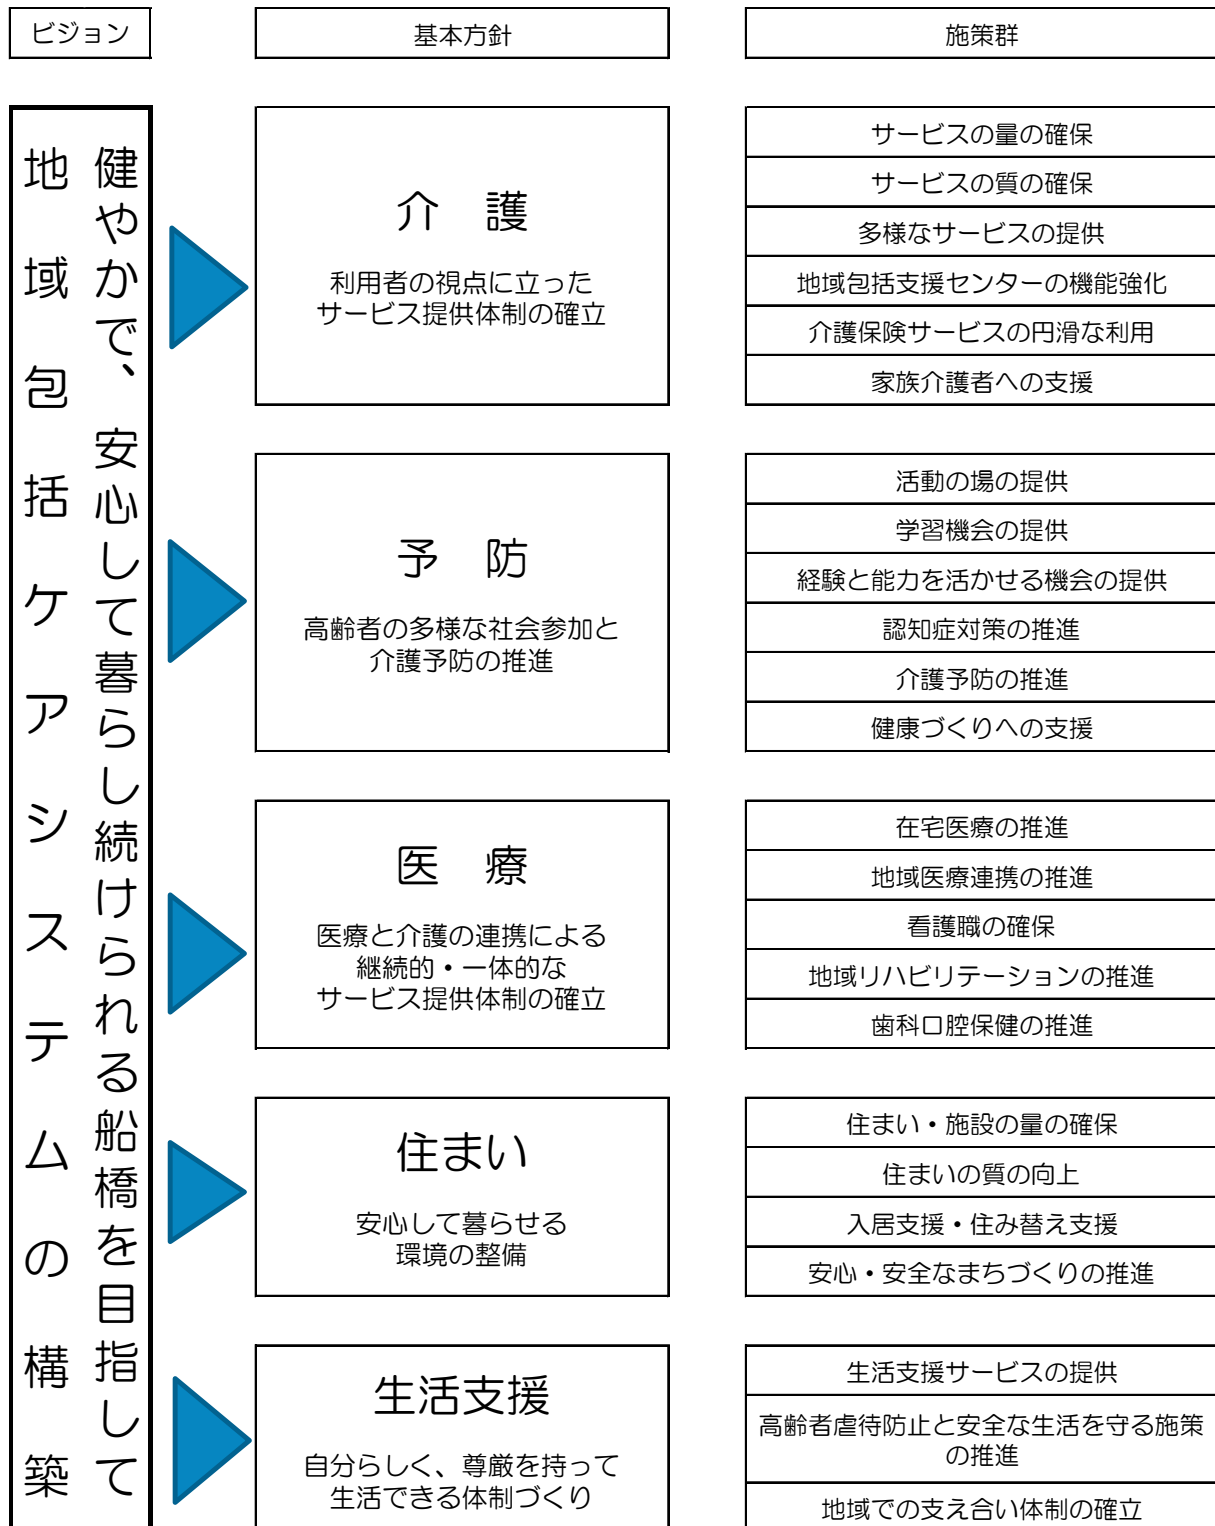 ビジョン
基本方針
施策群
健やかで、安心して暮らし続けられる船橋を目指して
地域包括ケアシステムの構築
介　護
利用者の視点に立った
サービス提供体制の確立
サービスの量の確保
サービスの質の確保
多様なサービスの提供
地域包括支援センターの機能強化
介護保険サービスの円滑な利用
家族介護者への支援
予　防
高齢者の多様な社会参加と
介護予防の推進
活動の場の提供
学習機会の提供
経験と能力を活かせる機会の提供
認知症対策の推進
介護予防の推進
健康づくりへの支援
医　療
医療と介護の連携による
継続的・一体的な
サービス提供体制の確立
在宅医療の推進
地域医療連携の推進
看護職の確保
地域リハビリテーションの推進
歯科口腔保健の推進
住まい
安心して暮らせる
環境の整備
住まい・施設の量の確保
住まいの質の向上
入居支援・住み替え支援
安心・安全なまちづくりの推進
生活支援
自分らしく、尊厳を持って
生活できる体制づくり
生活支援サービスの提供
高齢者虐待防止と安全な生活を守る施策
の推進
地域での支え合い体制の確立